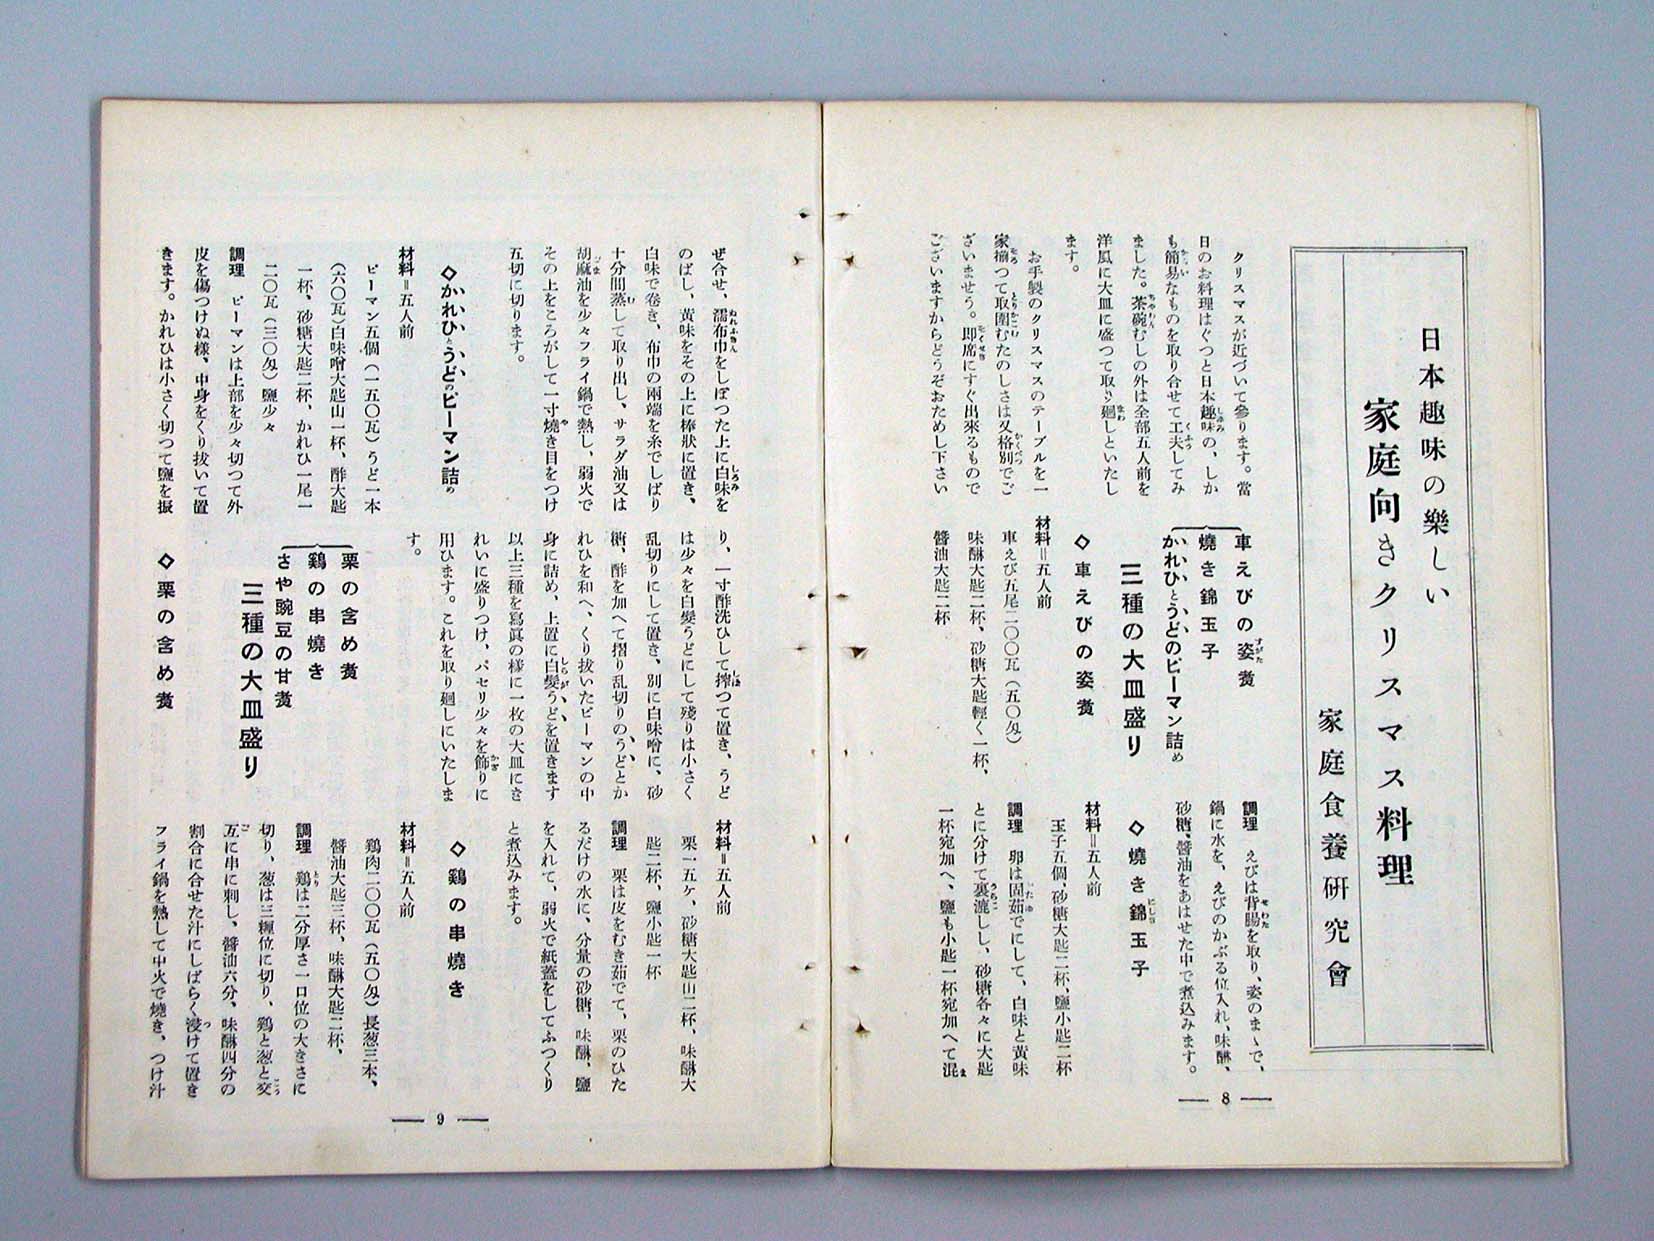 日本趣味の樂しい
家庭向きクリスマス料理
家庭食養研究會
クリスマスが近づいて參ります。當
日のお料理はぐつと日本趣味の、しか
も簡易なものを取り合せて工夫してみ
ました。茶碗むしの外は全部五人前を
洋風に大皿に盛つて取り廻しといたし
ます。
お手製のクリスマスのテーブルを一
家揃つて取圍むたのしさは又格別でご
ざいませう。即席にすぐ出來るもので
ございますからどうぞおためし下さい
車えびの姿煮
燒き錦玉子
かれひとうどのピーマン詰め
三種の大皿盛り
◇車えびの姿煮
材料＝五人前
車えび五尾二〇〇瓦（五〇匁）
味醂大匙二杯、砂糖大匙輕く一杯、
醬油大匙二杯
調理　えびは背腸を取り、姿のまゝで、
鍋に水を、えびのかぶる位入れ、味醂、
砂糖、醬油をあはせた中で煮込みます。
◇燒き錦玉子
材料＝五人前
玉子五個、砂糖大匙二杯、鹽小匙二杯
調理　卵は固茹でにして、白味と黃味
とに分けて裏漉しし、砂糖各々に大匙
一杯宛加へ、鹽も小匙一杯宛加へて混
8
ぜ合せ、濡布巾をしぼつた上に白味を
のばし、黃味をその上に棒狀に置き、
白味で卷き、布巾の兩端を糸でしばり
十分間蒸して取り出し、サラダ油又は
胡麻油を少々フライ鍋で熱し、弱火で
その上をころがして一寸燒き目をつけ
五切に切ります。
◇かれひとうどのピーマン詰め
材料＝五人前
ピーマン五個（一五〇瓦）うど一本
（六〇瓦）白味噌大匙山一杯、酢大匙
一杯、砂糖大匙二杯、かれひ一尾一
二〇瓦（三〇匁）鹽少々
調理　ピーマンは上部を少々切つて外
皮を傷つけぬ樣、中身をくり拔いて置
きます。かれひは小さく切つて鹽を振
り、一寸酢洗ひして搾つて置き、うど
は少々を白髮うどにして殘りは小さく
乱切りにして置き、別に白味噌に、砂
糖、酢を加へて摺り乱切りのうどとか
れひを和へ、くり拔いたピーマンの中
身に詰め、上置に白髮うどを置きます
以上三種を寫眞の樣に一枚の大皿にき
れいに盛りつけ、パセリ少々を飾りに
用ひます。これを取り廻しにいたしま
す。
栗の含め煮
鷄の串燒き
さや豌豆の甘煮
三種の大皿盛り
◇栗の含め煮
材料＝五人前
栗一五ケ、砂糖大匙山二杯、味醂大
匙二杯、鹽小匙一杯
調理　栗は皮をむき茹でて、栗のひた
るだけの水に、分量の砂糖、味醂、鹽
を入れて、弱火で紙蓋をしてふつくり
と煮込みます。
◇鷄の串燒き
材料＝五人前
鷄肉二〇〇瓦（五〇匁）長葱三本、
醬油大匙三杯、味醂大匙二杯、
調理　鷄は二分厚さ一口位の大きさに
切り、葱は三糎位に切り、鷄と葱と交
互に串に刺し、醬油六分、味醂四分の
割合に合せた汁にしばらく浸けて置き
フライ鍋を熱して中火で燒き、つけ汁
9